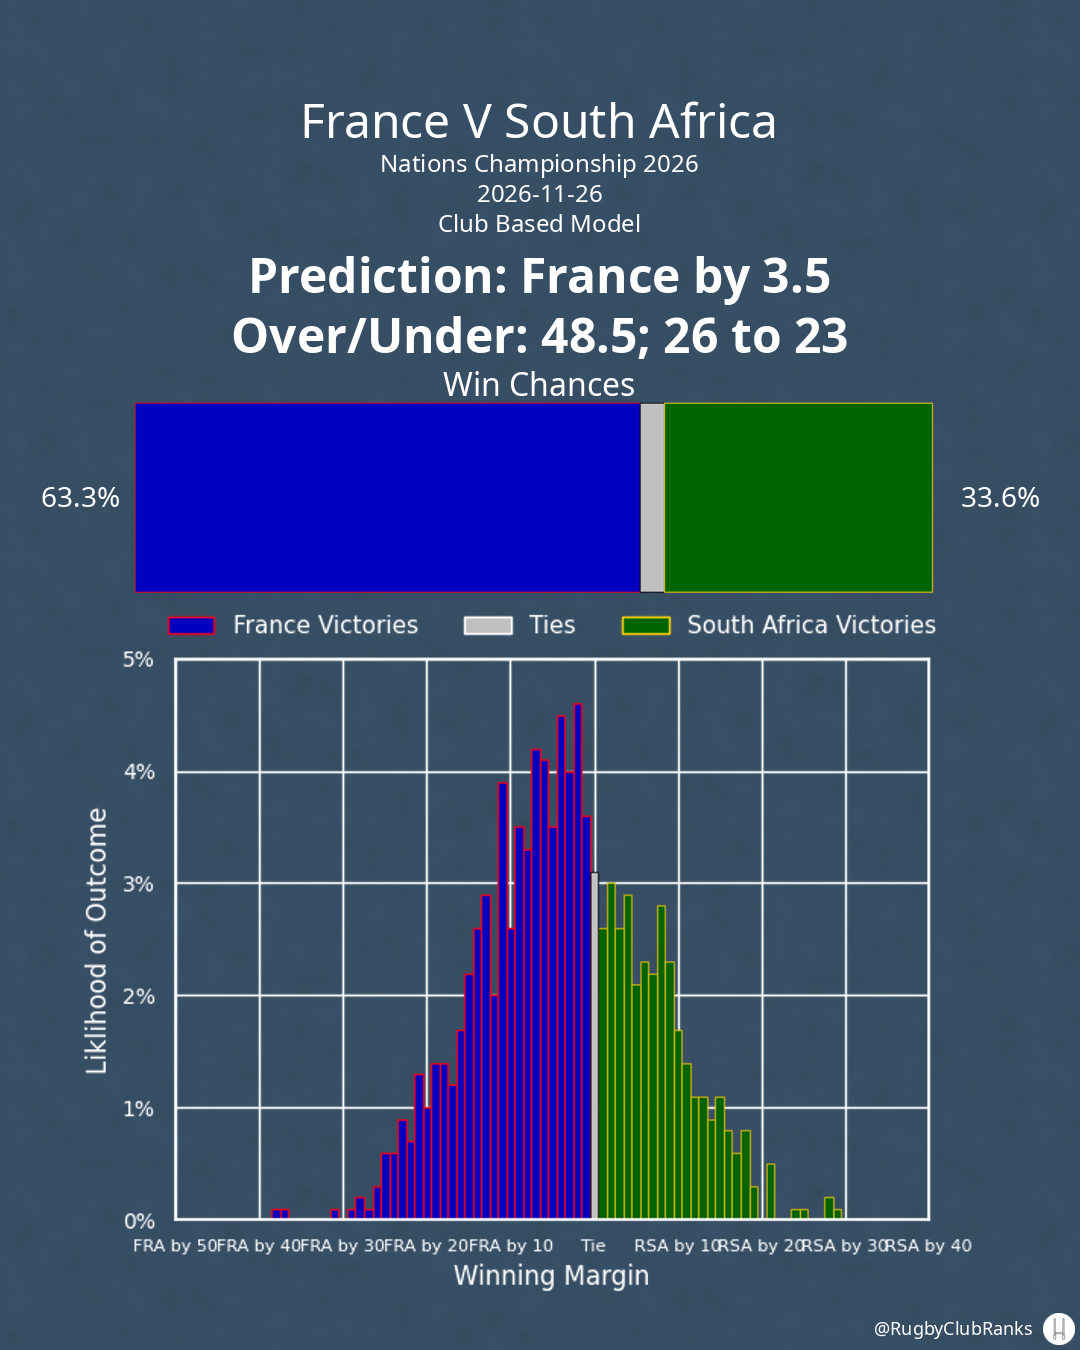 France V South Africa
Nations Championship 2026
2026-11-26
Club Based Model
Prediction: France by 3.5
Over/Under: 48.5; 26 to 23
Win Chances
63.3%
33.6%
France Victories
Ties
South Africa Victories
5%
4%
3%
2%
1%
0%
Liklihood of Outcome
FRA by 50 FRA by 40 FRA by 30 FRA by 20 FRA by 10 Tie RSA by 10 RSA by 20 RSA by 30 RSA by 40
Winning Margin
@RugbyClubRanks